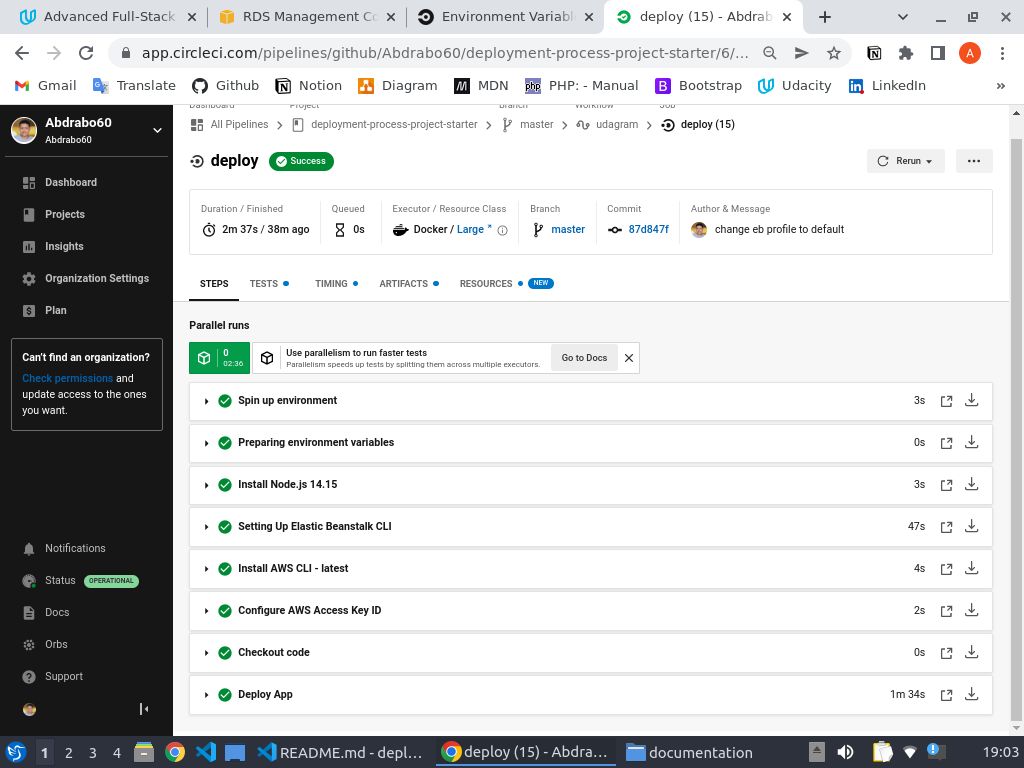 Advanced Full-Stack
RDS Management Co
Environment Variabl
deploy (15) - Abdrab
app.circleci.com/pipelines/github/Abdrabo60/deployment-process-project-starter/6/...
A
Gmail
Translate
Github
Notion
Diagram
MDN
PHP: - Manual
Bootstrap
Udacity
LinkedIn
»
Abdrabo60
Abdrabo60
Dashboard
Projects
Insights
Organization Settings
Plan
Can't find an organization?
Check permissions and
update access to the ones
you want.
Notifications
Status OPERATIONAL
Docs
Orbs
Support
Dashboard Project Branch Workflow Job
All Pipelines deployment-process-project-starter master udagram deploy (15)
deploy Success
Rerun
Duration / Finished
2m 37s / 38m ago
Queued
0s
Executor / Resource Class
Docker / Large
Branch
master
Commit
87d847f
Author & Message
change eb profile to default
STEPS TESTS TIMING ARTIFACTS RESOURCES NEW
Parallel runs
0
02:36
Use parallelism to run faster tests
Parallelism speeds up tests by splitting them across multiple executors.
Go to Docs
Spin up environment 3s
Preparing environment variables 0s
Install Node.js 14.15 3s
Setting Up Elastic Beanstalk CLI 47s
Install AWS CLI - latest 4s
Configure AWS Access Key ID 2s
Checkout code 0s
Deploy App 1m 34s
1 2 3 4 README.md - depl... deploy (15) - Abdra... documentation 19:03